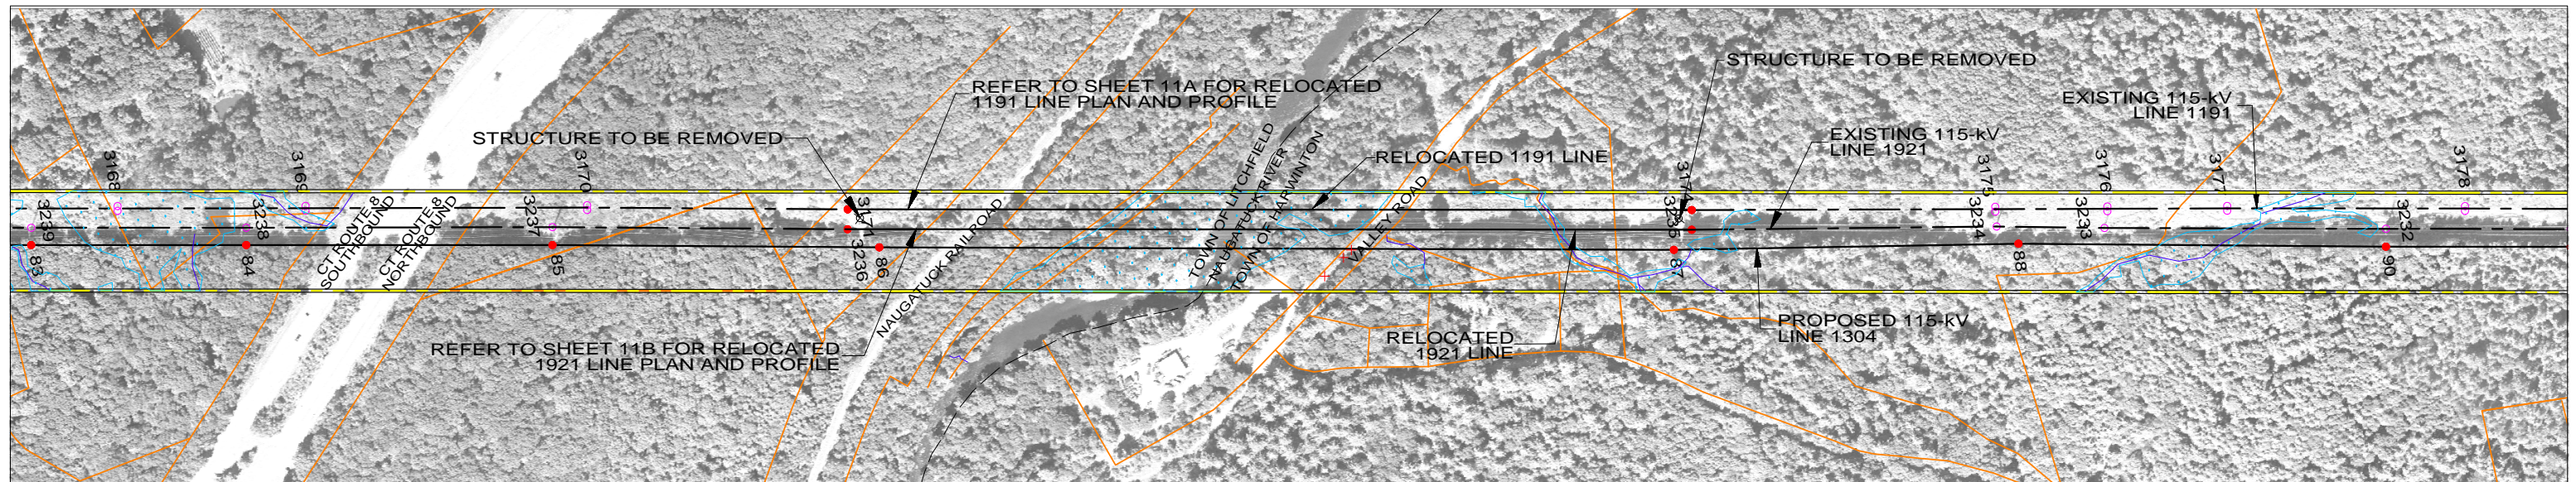 STRUCTURE TO BE REMOVED
REFER TO SHEET 11A FOR RELOCATED
1191 LINE PLAN AND PROFILE
STRUCTURE TO BE REMOVED
EXISTING 115-kV
LINE 1191
EXISTING 115-kV
LINE 1921
RELOCATED 1191 LINE
3168
3169
3170
3171
3174
3175
3176
3177
3178
3239
3238
3237
3236
3235
3234
3233
3232
83
84
85
86
87
88
90
CT ROUTE 8
SOUTHBOUND
CT ROUTE 8
NORTHBOUND
NAUGATUCK RAILROAD
TOWN OF LITCHFIELD
NAUGATUCK RIVER
TOWN OF HARWINTON
VALLEY ROAD
REFER TO SHEET 11B FOR RELOCATED
1921 LINE PLAN AND PROFILE
RELOCATED
1921 LINE
PROPOSED 115-kV
LINE 1304